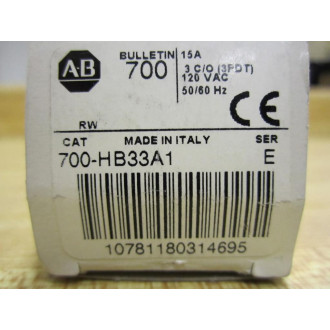 AB
BULLETIN
700
15A
3 C/O (3PDT)
120 VAC
50/60 Hz
CE
RW
CAT MADE IN ITALY SER
700-HB33A1 E
10781180314695